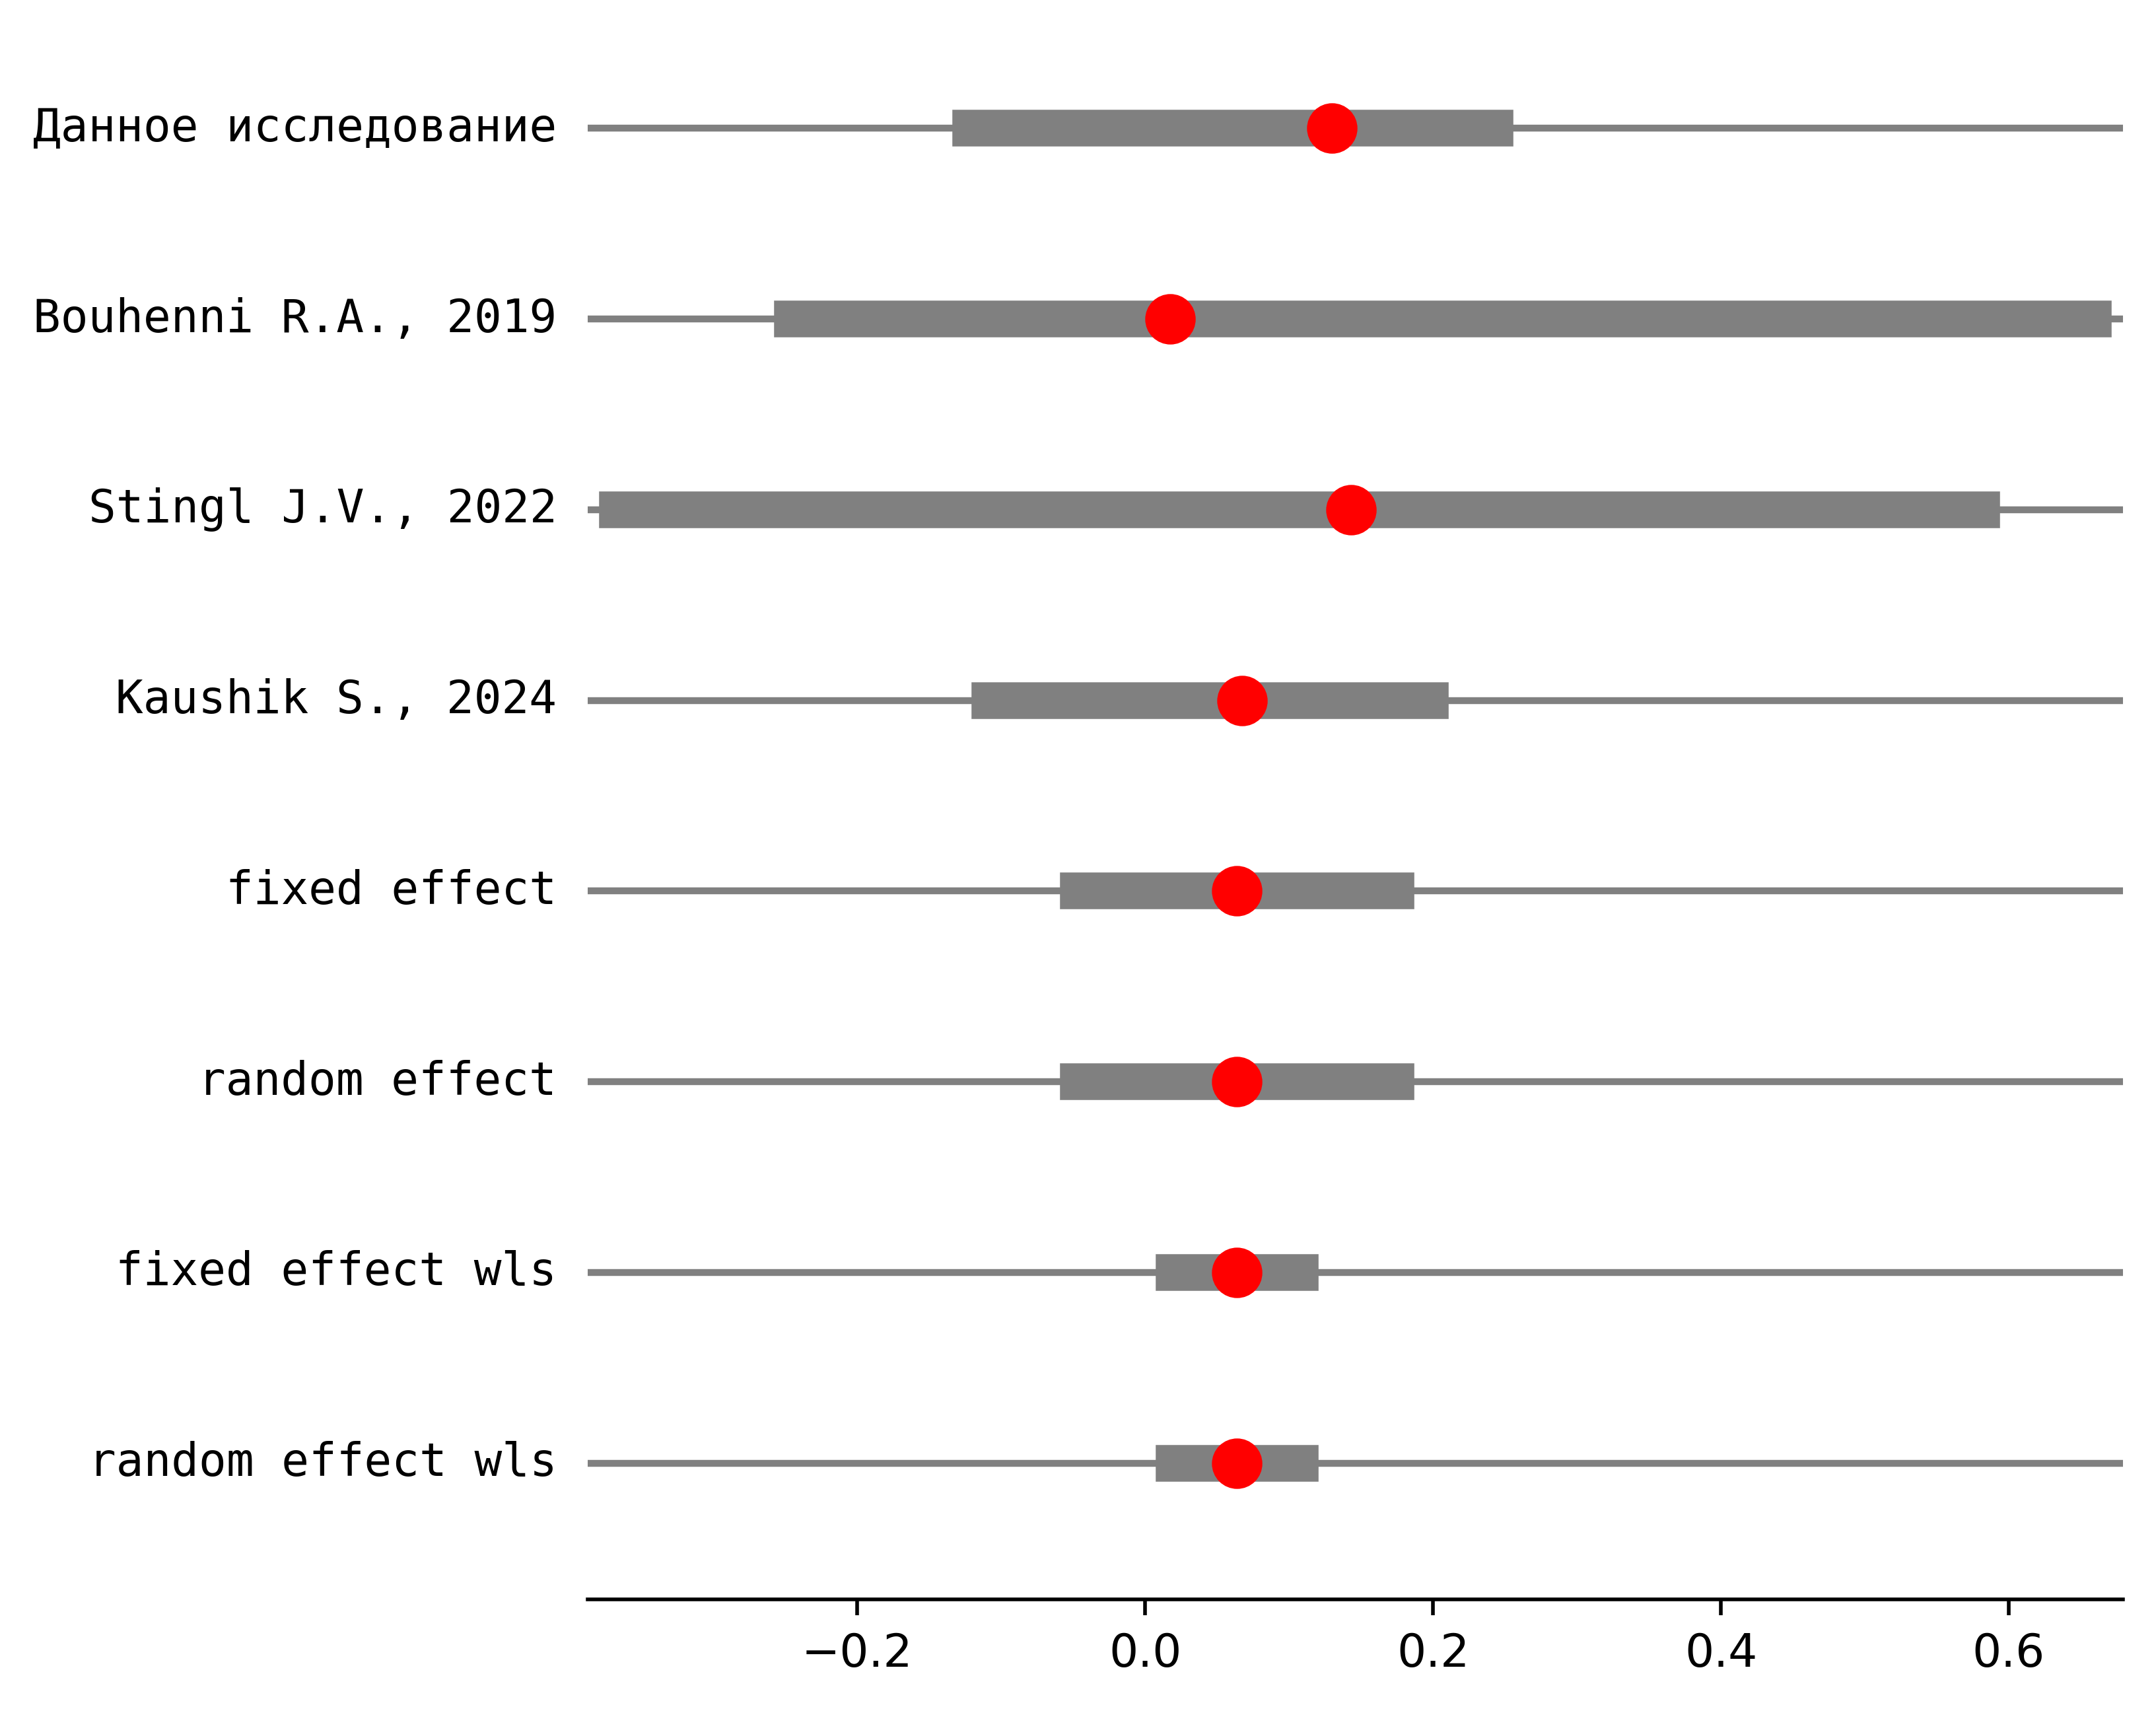 Данное исследование
Bouhenni R.A., 2019
Stingl J.V., 2022
Kaushik S., 2024
fixed effect
random effect
fixed effect wls
random effect wls
−0.2 0.0 0.2 0.4 0.6